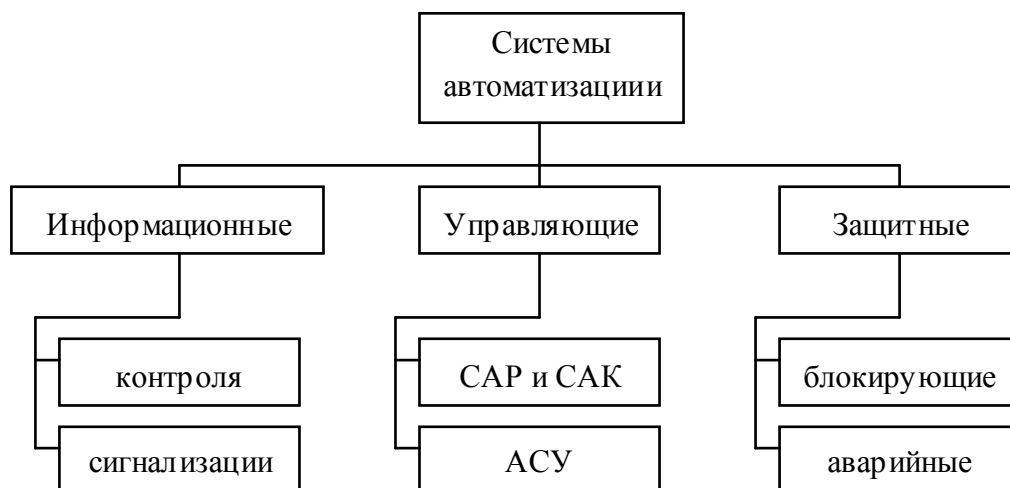 Системы
автоматизациии
Информационные
Управляющие
Защитные
контроля
САР и САК
блокирующие
сигнализации
АСУ
аварийные